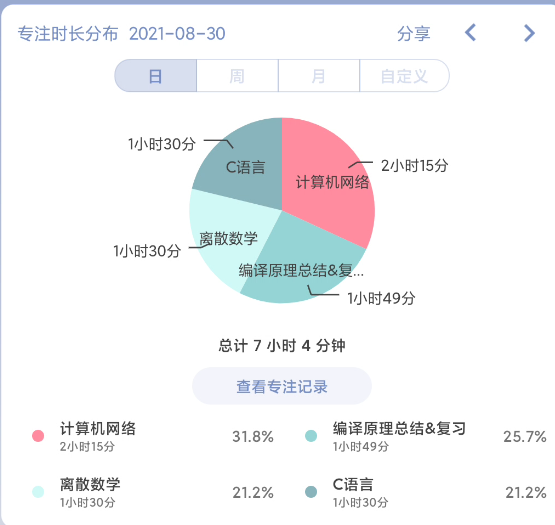 专注时长分布 2021-08-30 分享
日 周 月 自定义
1小时30分
C语言
2小时15分
计算机网络
离散数学
1小时30分
编译原理总结&复...
1小时49分
总计 7 小时 4 分钟
查看专注记录
计算机网络
2小时15分
31.8%
编译原理总结&复习
1小时49分
25.7%
离散数学
1小时30分
21.2%
C语言
1小时30分
21.2%